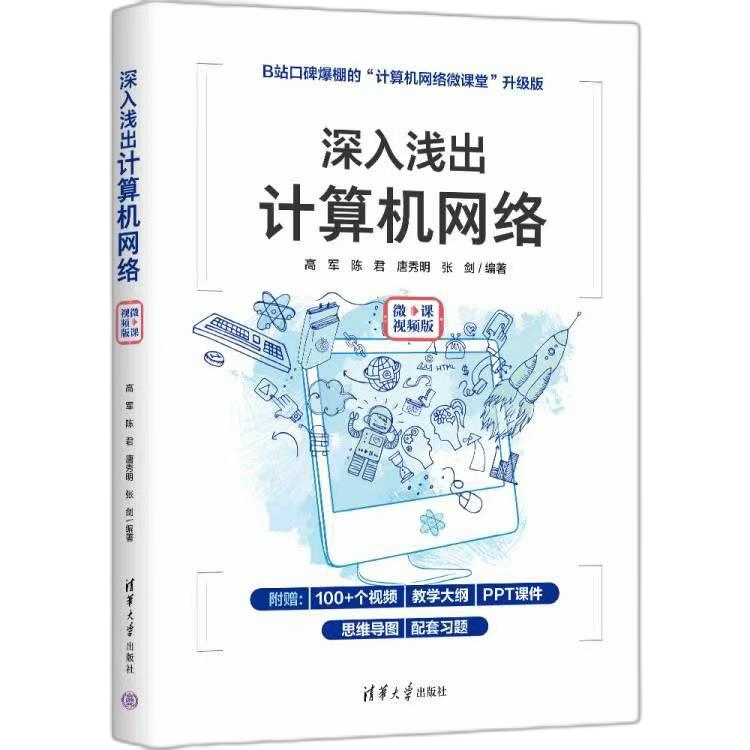 深入浅出计算机网络
微▶课
视频版
高 军 陈 君 唐秀明 张 剑/编著
清华大学出版社
B站口碑爆棚的“计算机网络微课堂”升级版
深入浅出
计算机网络
高 军 陈 君 唐秀明 张 剑/编著
微▶课
视频版
HTML
附赠： 100+个视频 教学大纲 PPT课件
思维导图 配套习题
清华大学出版社